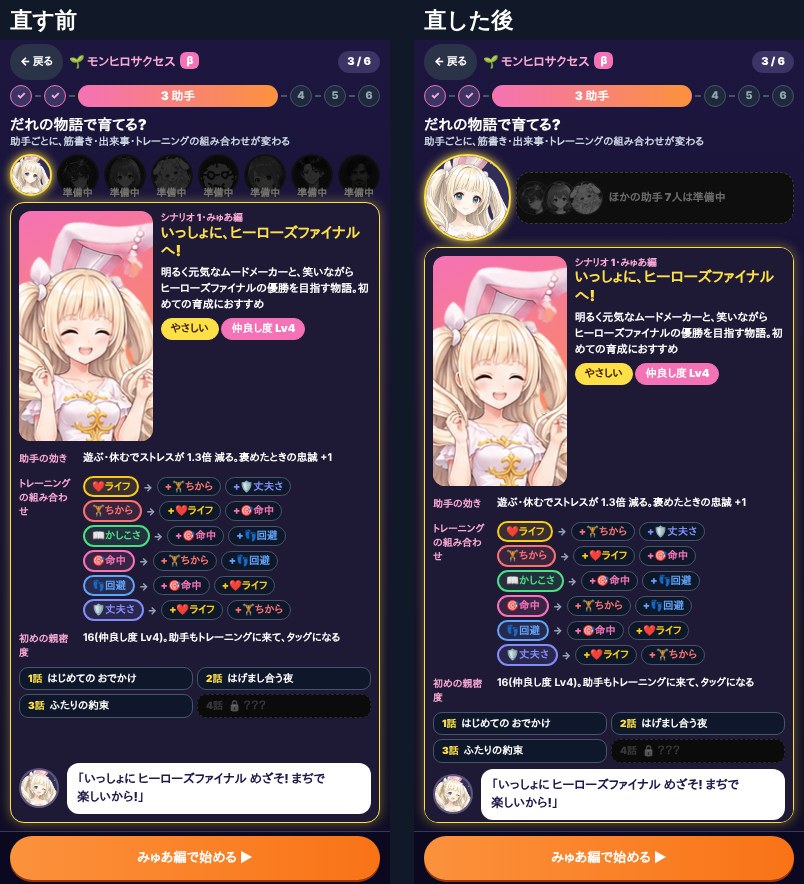 直す前
← 戻る
🌱 モンヒロサクセス β
3 / 6
✓ ✓ 3 助手 4 5 6
だれの物語で育てる?
助手ごとに、筋書き・出来事・トレーニングの組み合わせが変わる
準備中 準備中 準備中 準備中 準備中 準備中 準備中
シナリオ 1・みゅあ編
いっしょに、ヒーローズファイナル
へ!
明るく元気なムードメーカーと、笑いながら
ヒーローズファイナルの優勝を目指す物語。初
めての育成におすすめ
やさしい 仲良し度 Lv4
助手の効き 遊ぶ・休むでストレスが 1.3倍 減る。褒めたときの忠誠 +1
トレーニング
の組み合わ
せ
❤️ライフ → +🏋️ちから +🛡️丈夫さ
🏋️ちから → +❤️ライフ +🎯命中
📖かしこさ → +🎯命中 +👣回避
🎯命中 → +🏋️ちから +👣回避
👣回避 → +🎯命中 +❤️ライフ
🛡️丈夫さ → +❤️ライフ +🏋️ちから
初めの親密
度
16(仲良し度 Lv4)。助手もトレーニングに来て、タッグになる
1話 はじめての おでかけ 2話 はげまし合う夜
3話 ふたりの約束 4話 🔒 ???
「いっしょに ヒーローズファイナル めざそ! まぢで
楽しいから!」
みゅあ編で始める ▶
直した後
← 戻る
🌱 モンヒロサクセス β
3 / 6
✓ ✓ 3 助手 4 5 6
だれの物語で育てる?
助手ごとに、筋書き・出来事・トレーニングの組み合わせが変わる
ほかの助手 7人は準備中
シナリオ 1・みゅあ編
いっしょに、ヒーローズファイナル
へ!
明るく元気なムードメーカーと、笑いながら
ヒーローズファイナルの優勝を目指す物語。初
めての育成におすすめ
やさしい 仲良し度 Lv4
助手の効き 遊ぶ・休むでストレスが 1.3倍 減る。褒めたときの忠誠 +1
トレーニング
の組み合わ
せ
❤️ライフ → +🏋️ちから +🛡️丈夫さ
🏋️ちから → +❤️ライフ +🎯命中
📖かしこさ → +🎯命中 +👣回避
🎯命中 → +🏋️ちから +👣回避
👣回避 → +🎯命中 +❤️ライフ
🛡️丈夫さ → +❤️ライフ +🏋️ちから
初めの親密
度
16(仲良し度 Lv4)。助手もトレーニングに来て、タッグになる
1話 はじめての おでかけ 2話 はげまし合う夜
3話 ふたりの約束 4話 🔒 ???
「いっしょに ヒーローズファイナル めざそ! まぢで
楽しいから!」
みゅあ編で始める ▶